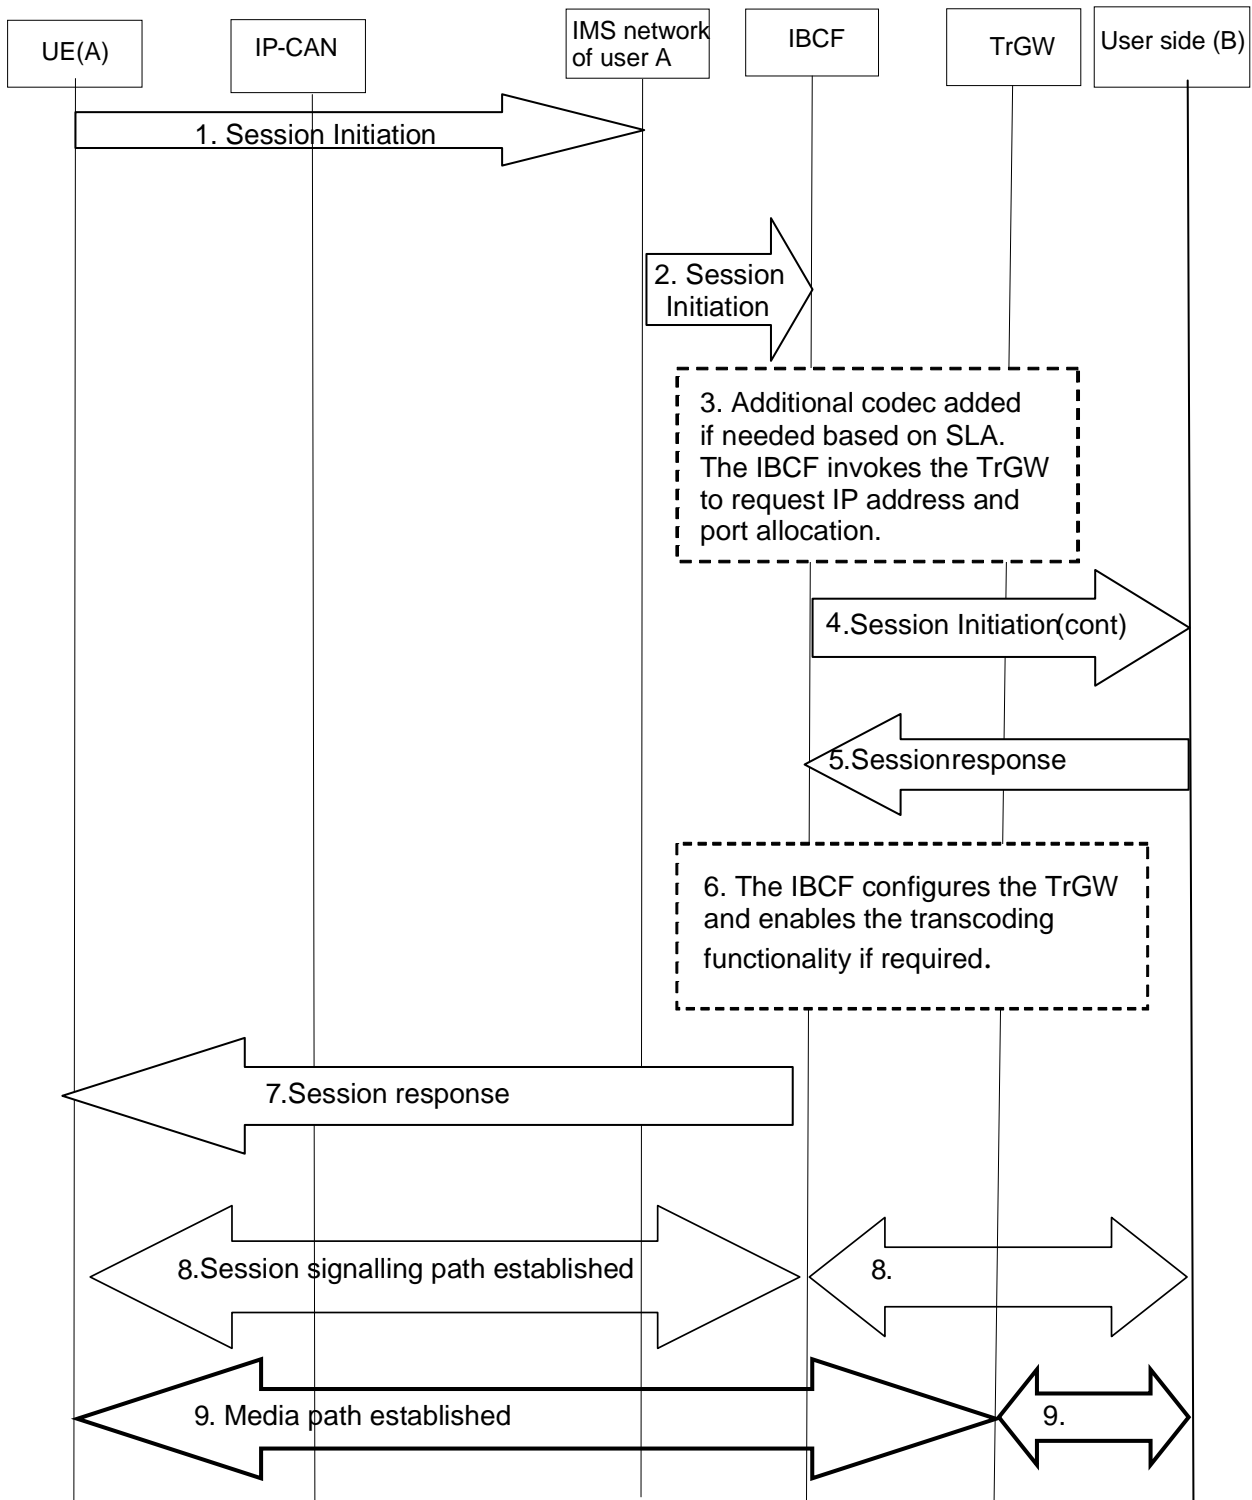 UE(A)
IP-CAN
IMS network
of user A
IBCF
TrGW
User side (B)
1. Session Initiation
2. Session
Initiation
3. Additional codec added
if needed based on SLA.
The IBCF invokes the TrGW
to request IP address and
port allocation.
4.Session Initiation(cont)
5.Sessionresponse
6. The IBCF configures the TrGW
and enables the transcoding
functionality if required.
7.Session response
8.Session signalling path established
8.
9. Media path established
9.